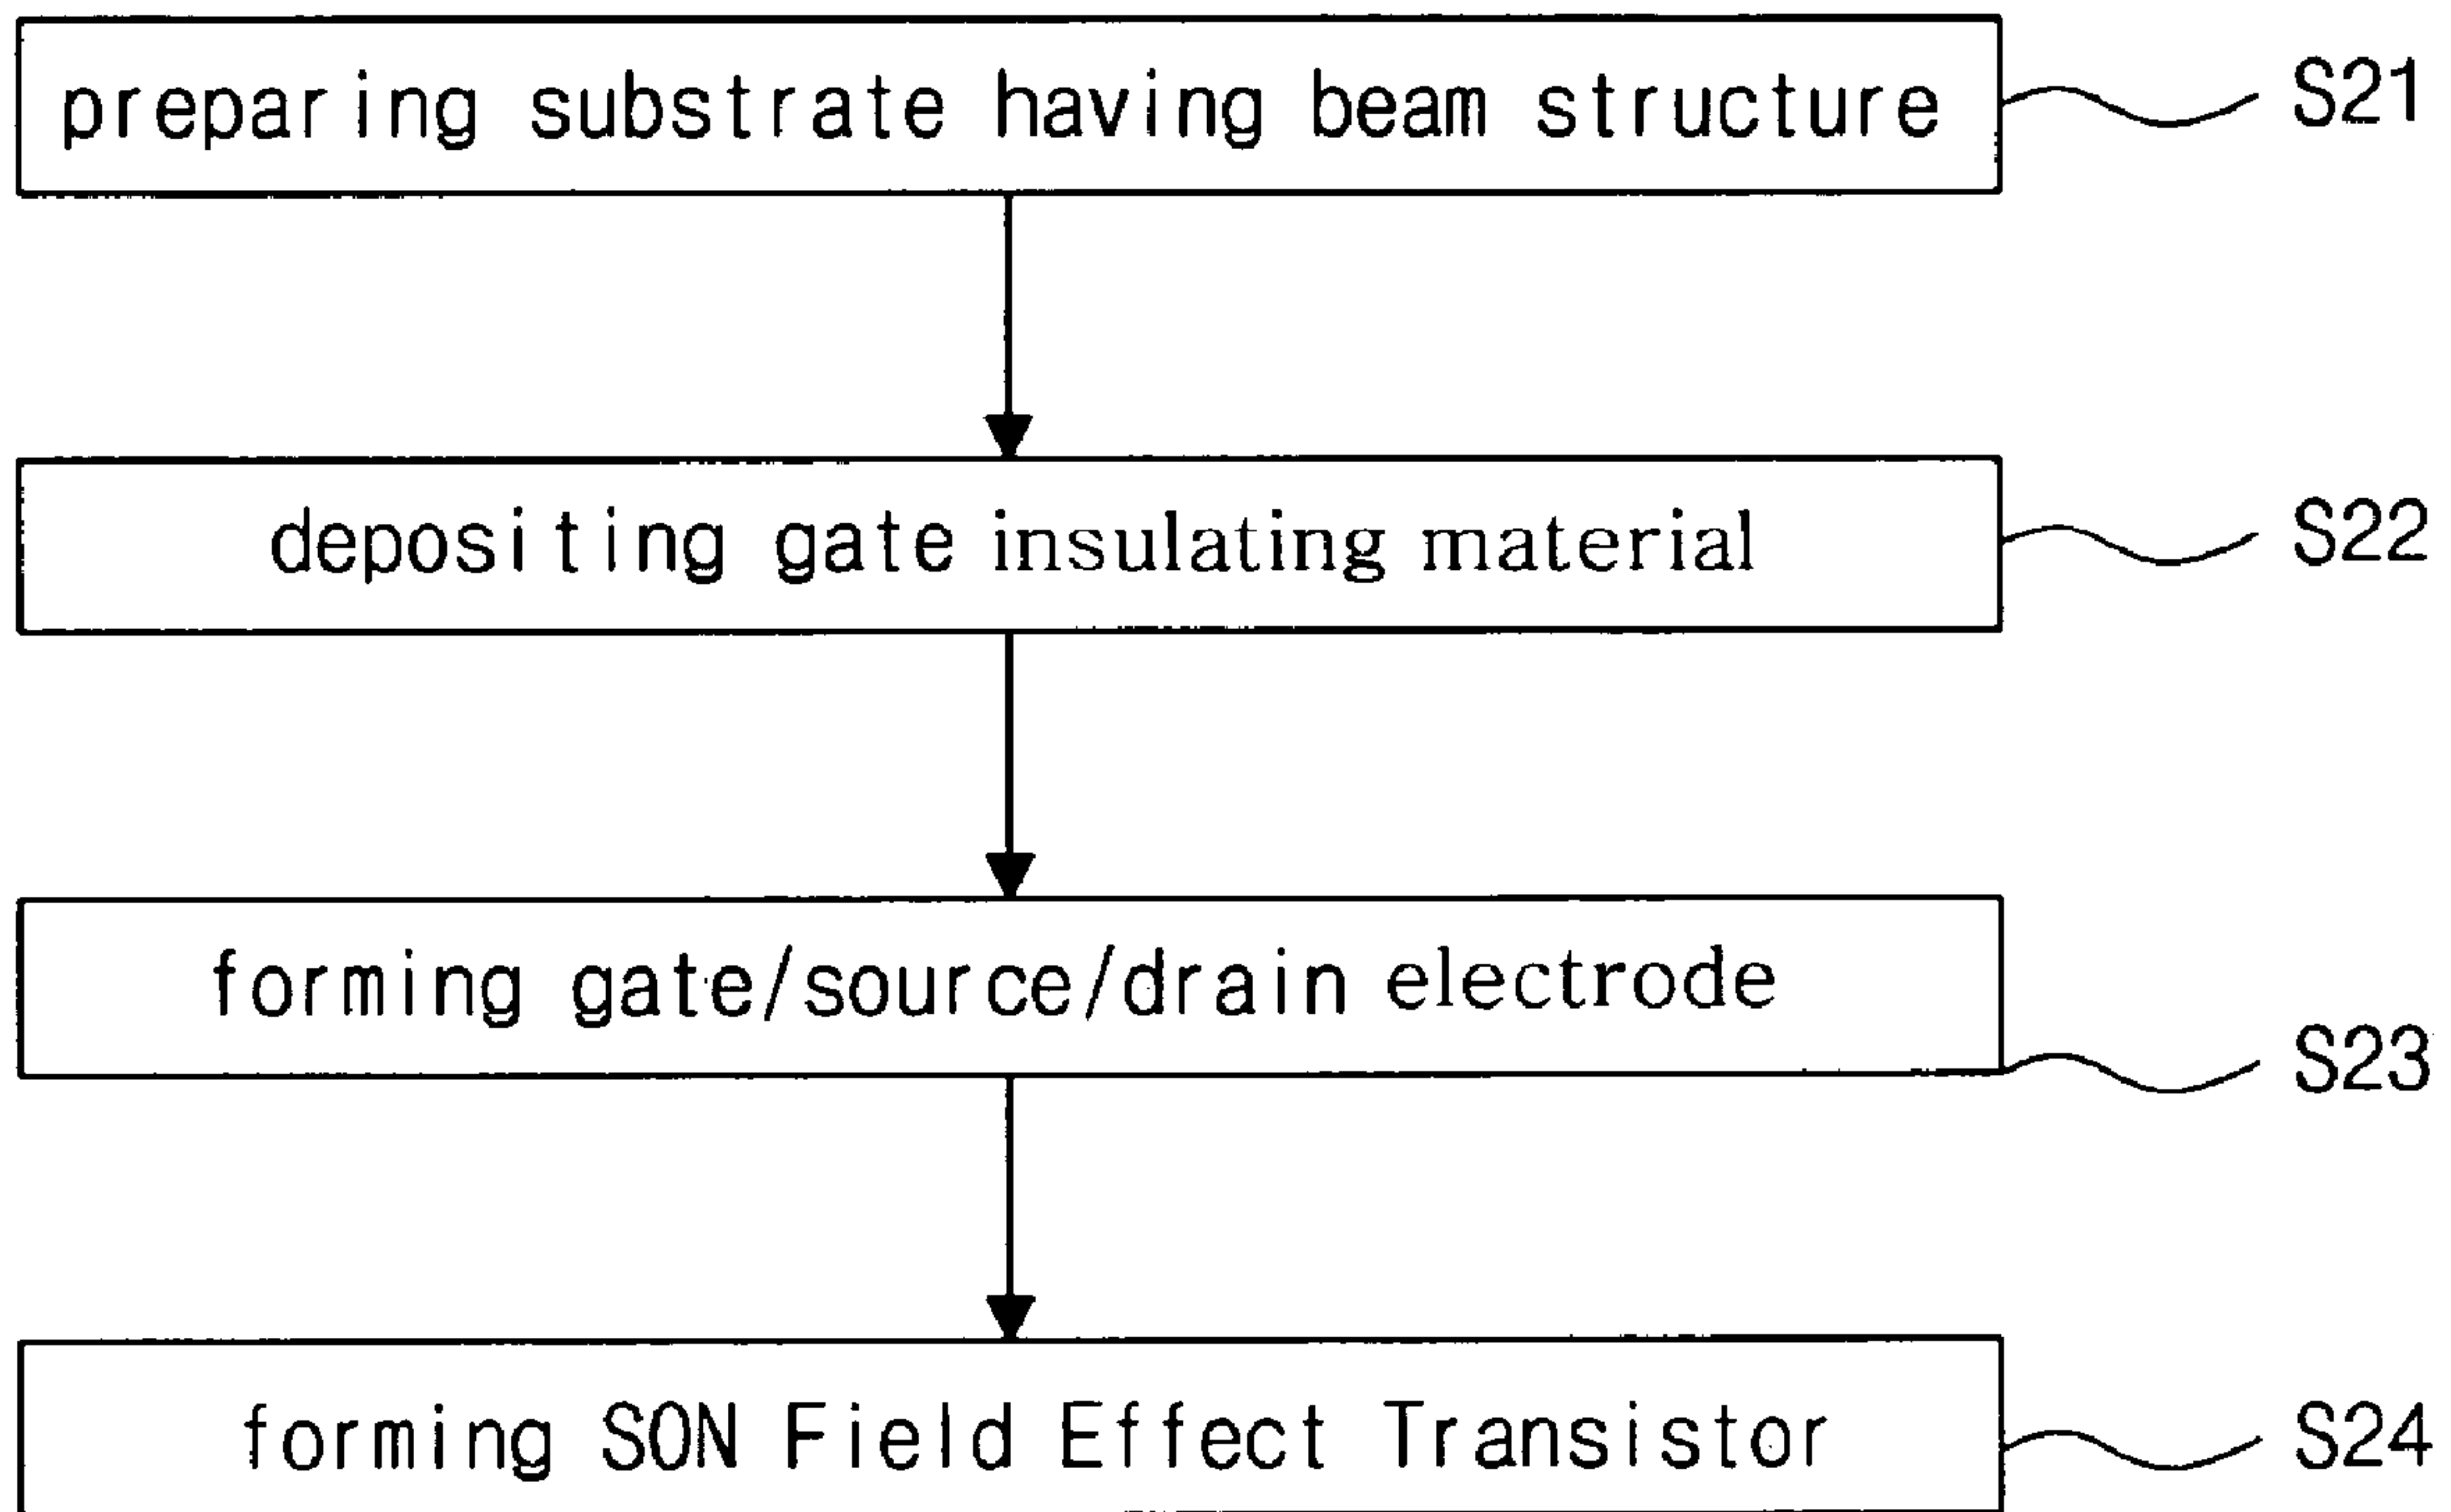 preparing substrate having beam structure S21
depositing gate insulating material S22
forming gate/source/drain electrode S23
forming SON Field Effect Transistor S24